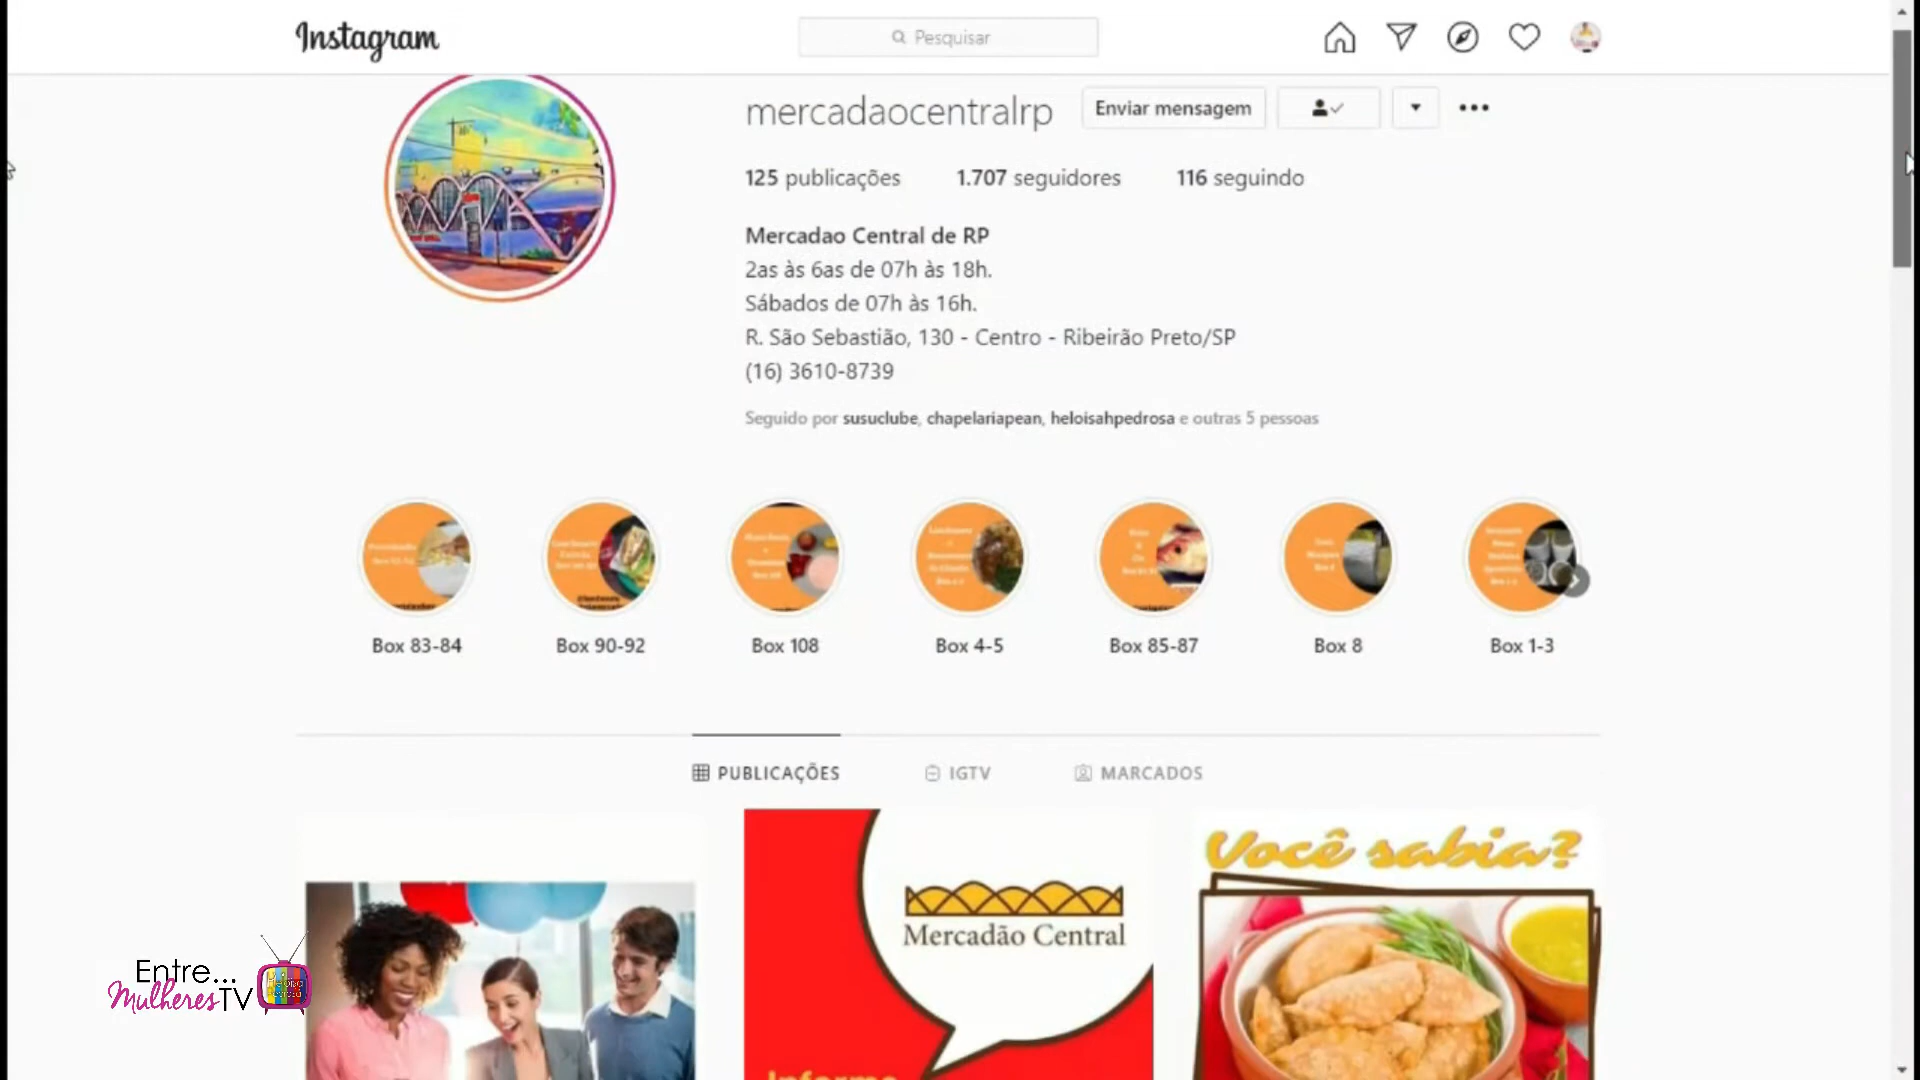 Instagram
Pesquisar
mercadaocentralrp
Enviar mensagem
125 publicações 1.707 seguidores 116 seguindo
Mercadao Central de RP
2as às 6as de 07h às 18h.
Sábados de 07h às 16h.
R. São Sebastião, 130 - Centro - Ribeirão Preto/SP
(16) 3610-8739
Seguido por susuclube, chapelariapean, heloisahpedrosa e outras 5 pessoas
Box 83-84
Box 90-92
Box 108
Box 4-5
Box 85-87
Box 8
Box 1-3
PUBLICAÇÕES
IGTV
MARCADOS
Mercadão Central
Informe
Você sabia?
Entre...
Mulheres TV